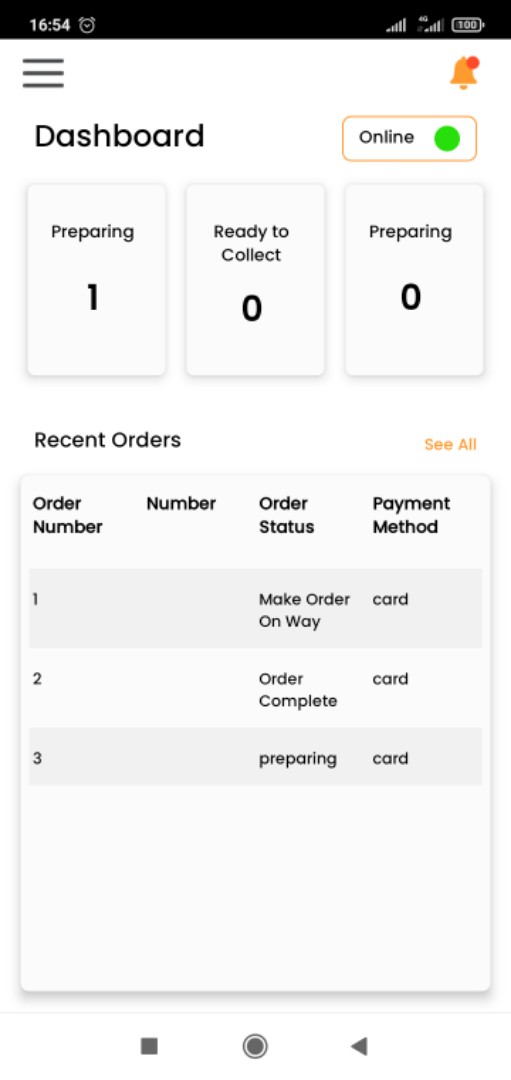 16:54
4G
100
Dashboard
Online
Preparing
1
Ready to
Collect
0
Preparing
0
Recent Orders
See All
Order
Number
Number
Order
Status
Payment
Method
1
Make Order
On Way
card
2
Order
Complete
card
3
preparing
card